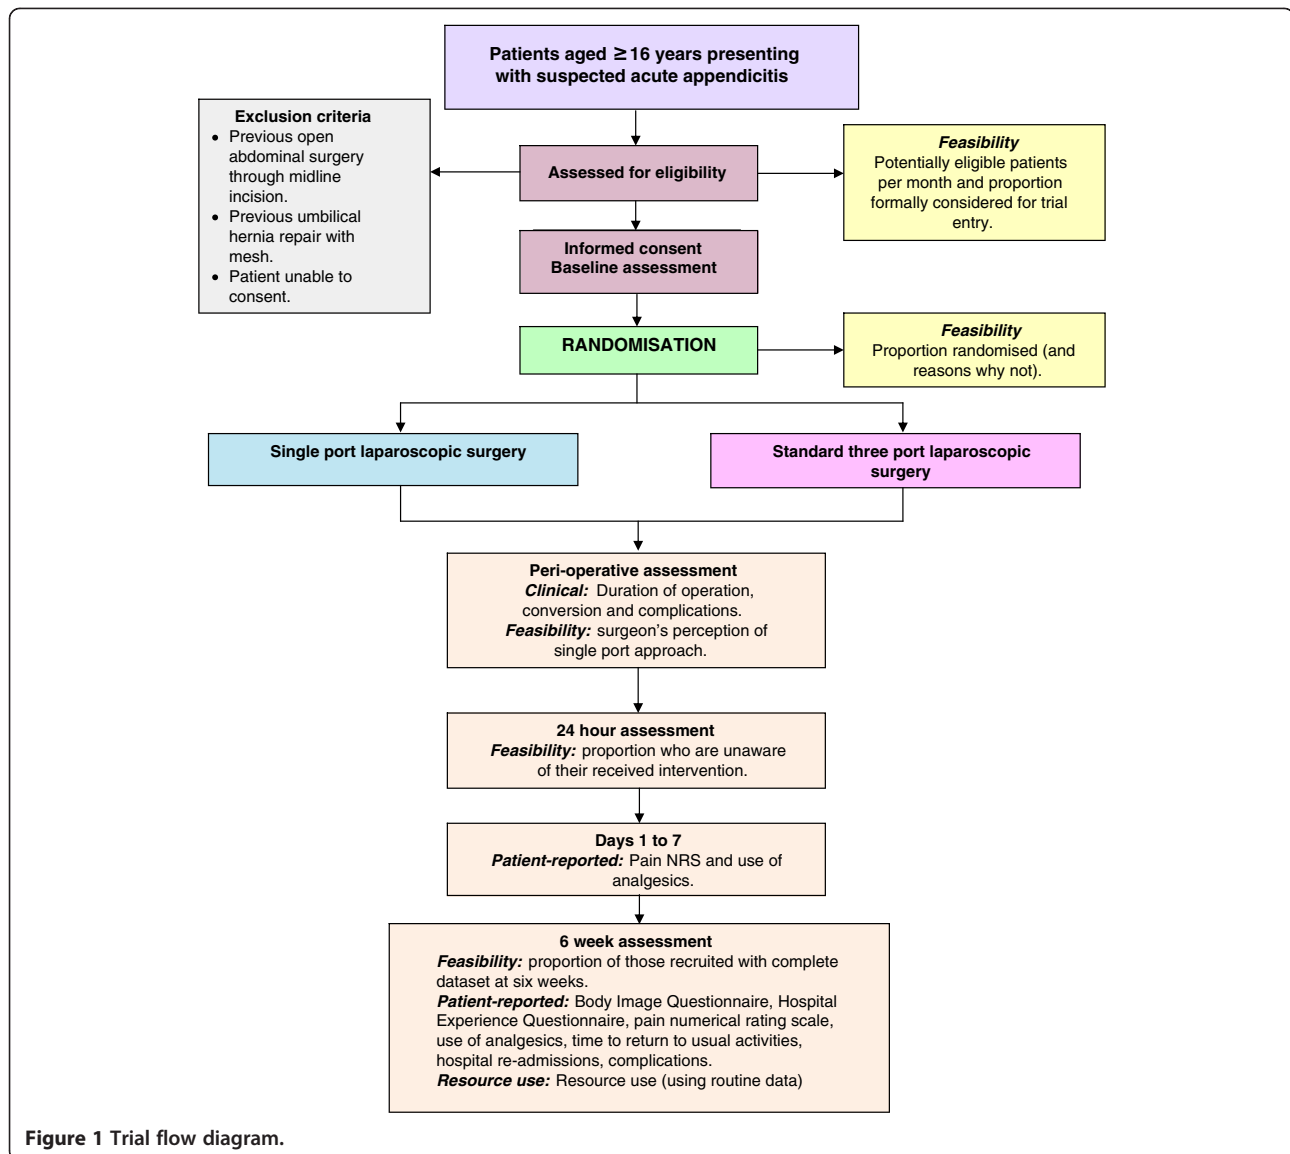 Patients aged ≥ 16 years presenting
with suspected acute appendicitis
Exclusion criteria
• Previous open
abdominal surgery
through midline
incision.
• Previous umbilical
hernia repair with
mesh.
• Patient unable to
consent.
Assessed for eligibility
Feasibility
Potentially eligible patients
per month and proportion
formally considered for trial
entry.
Informed consent
Baseline assessment
RANDOMISATION
Feasibility
Proportion randomised (and
reasons why not).
Single port laparoscopic surgery
Standard three port laparoscopic
surgery
Peri-operative assessment
Clinical: Duration of operation,
conversion and complications.
Feasibility: surgeon's perception of
single port approach.
24 hour assessment
Feasibility: proportion who are unaware
of their received intervention.
Days 1 to 7
Patient-reported: Pain NRS and use of
analgesics.
6 week assessment
Feasibility: proportion of those recruited with complete
dataset at six weeks.
Patient-reported: Body Image Questionnaire, Hospital
Experience Questionnaire, pain numerical rating scale,
use of analgesics, time to return to usual activities,
hospital re-admissions, complications.
Resource use: Resource use (using routine data)
Figure 1 Trial flow diagram.